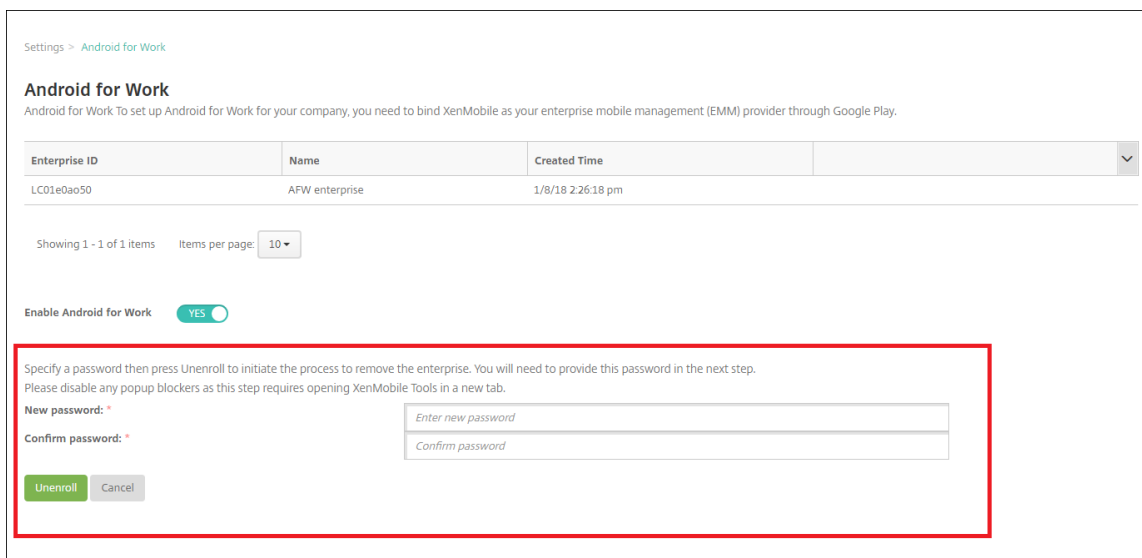 Settings > Android for Work
Android for Work
Android for Work To set up Android for Work for your company, you need to bind XenMobile as your enterprise mobile management (EMM) provider through Google Play.
Enterprise ID Name Created Time
LC01e0ao50 AFW enterprise 1/8/18 2:26:18 pm
Showing 1 - 1 of 1 items Items per page: 10
Enable Android for Work YES
Specify a password then press Unenroll to initiate the process to remove the enterprise. You will need to provide this password in the next step.
Please disable any popup blockers as this step requires opening XenMobile Tools in a new tab.
New password: * Enter new password
Confirm password: * Confirm password
Unenroll Cancel